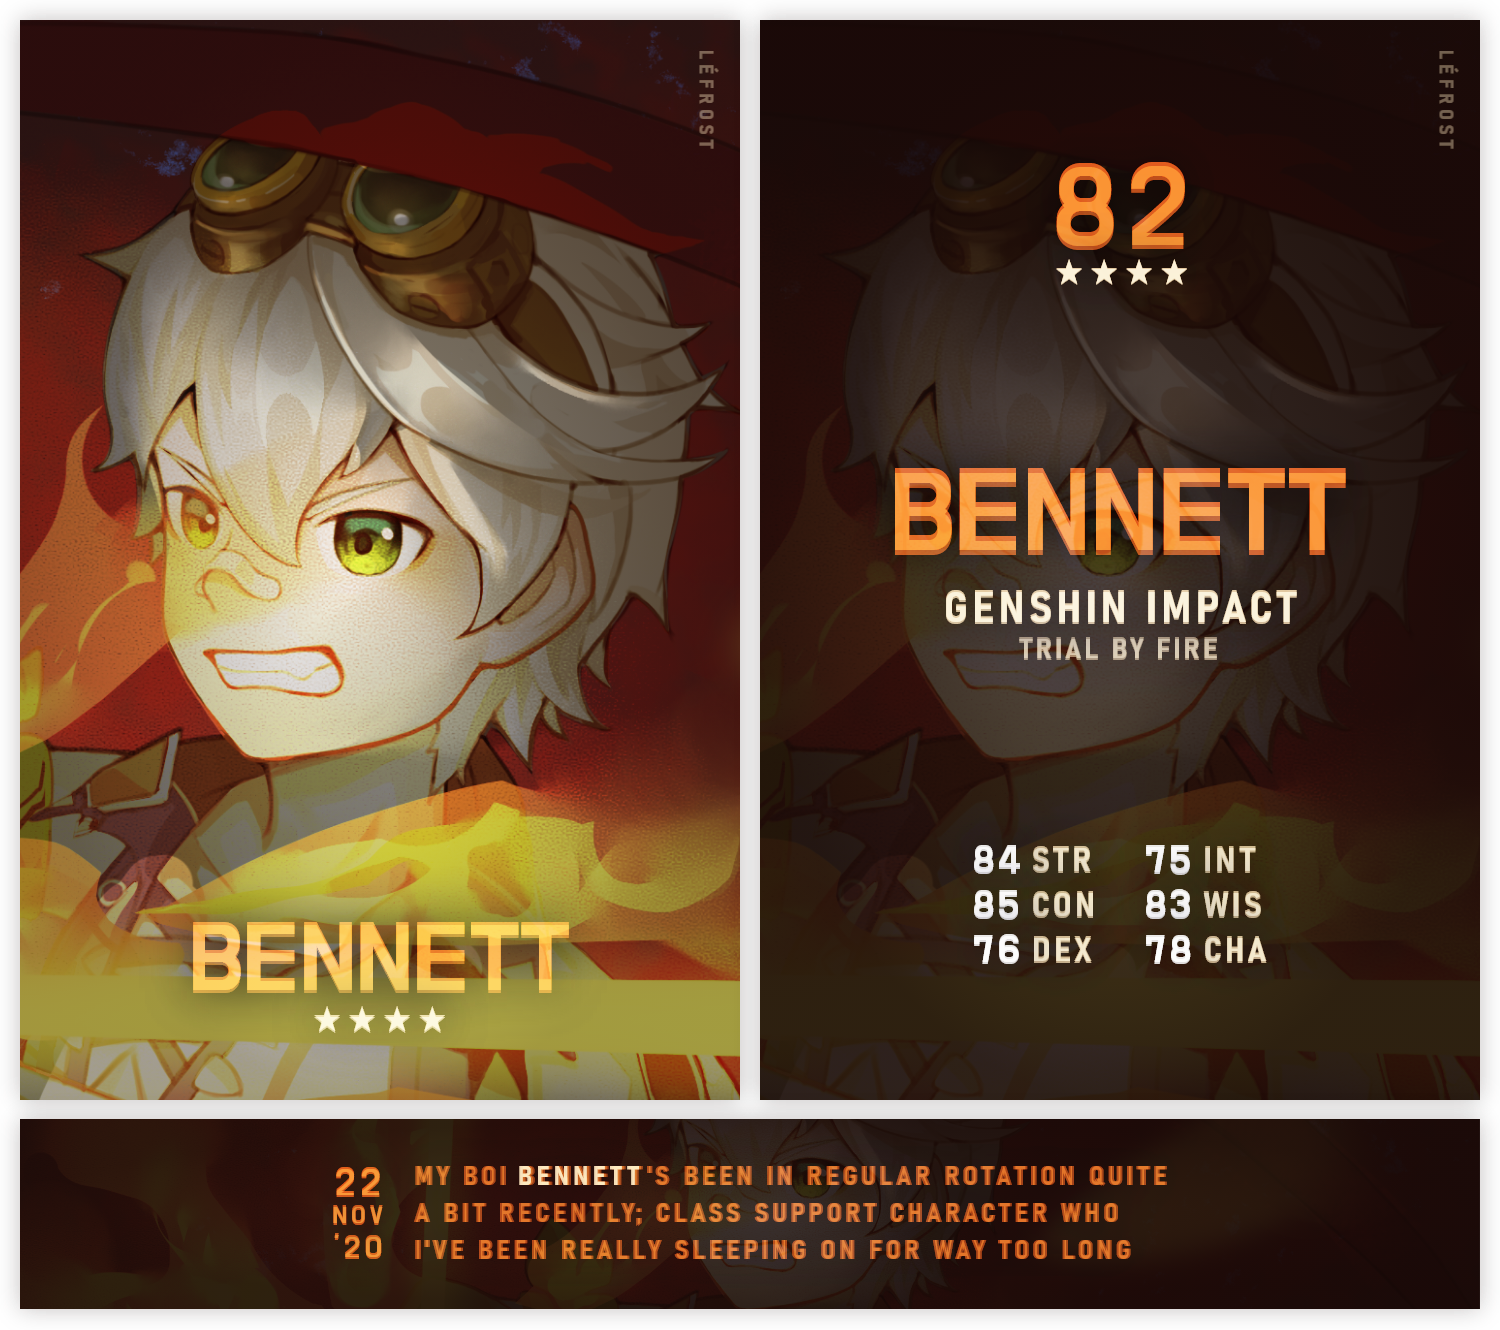 LÉFROST
BENNETT
★★★★
LÉFROST
82
★★★★
BENNETT
GENSHIN IMPACT
TRIAL BY FIRE
84 STR 75 INT
85 CON 83 WIS
76 DEX 78 CHA
22
NOV
'20
MY BOI BENNETT'S BEEN IN REGULAR ROTATION QUITE
A BIT RECENTLY; CLASS SUPPORT CHARACTER WHO
I'VE BEEN REALLY SLEEPING ON FOR WAY TOO LONG